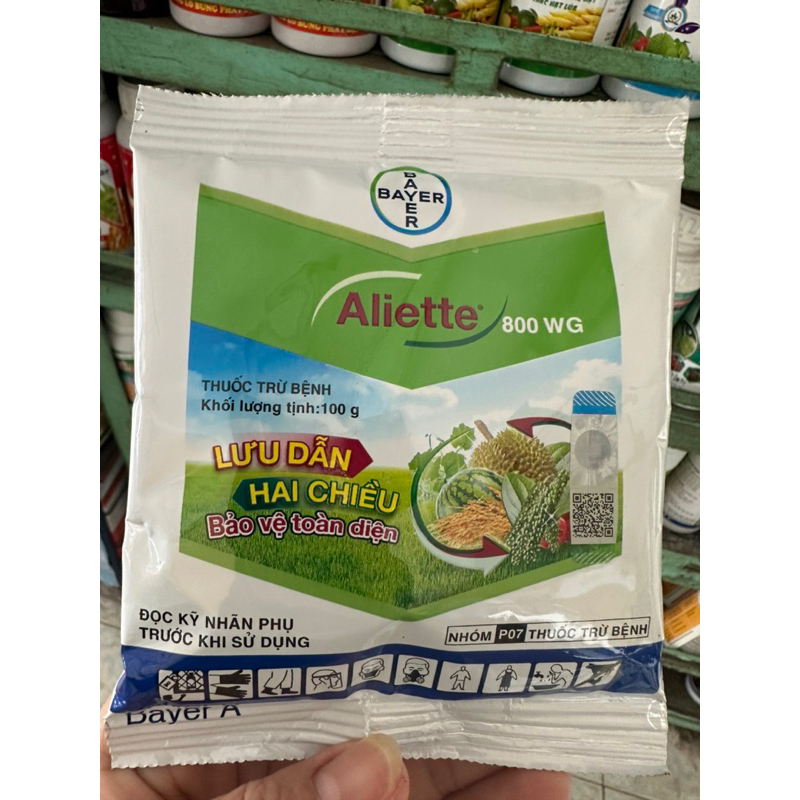 BAYER
BAYER
Aliette® 800 WG
THUỐC TRỪ BỆNH
Khối lượng tịnh:100 g
LƯU DẪN
HAI CHIỀU
Bảo vệ toàn diện
ĐỌC KỸ NHÃN PHỤ
TRƯỚC KHI SỬ DỤNG
NHÓM P07 THUỐC TRỪ BỆNH
Bayer A